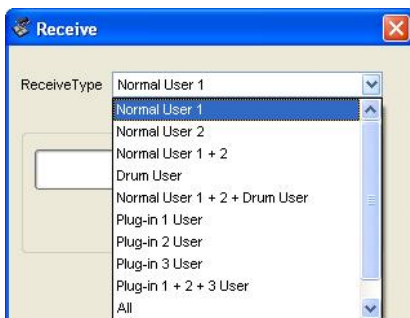 Receive
ReceiveType Normal User 1
Normal User 1
Normal User 2
Normal User 1 + 2
Drum User
Normal User 1 + 2 + Drum User
Plug-in 1 User
Plug-in 2 User
Plug-in 3 User
Plug-in 1 + 2 + 3 User
All